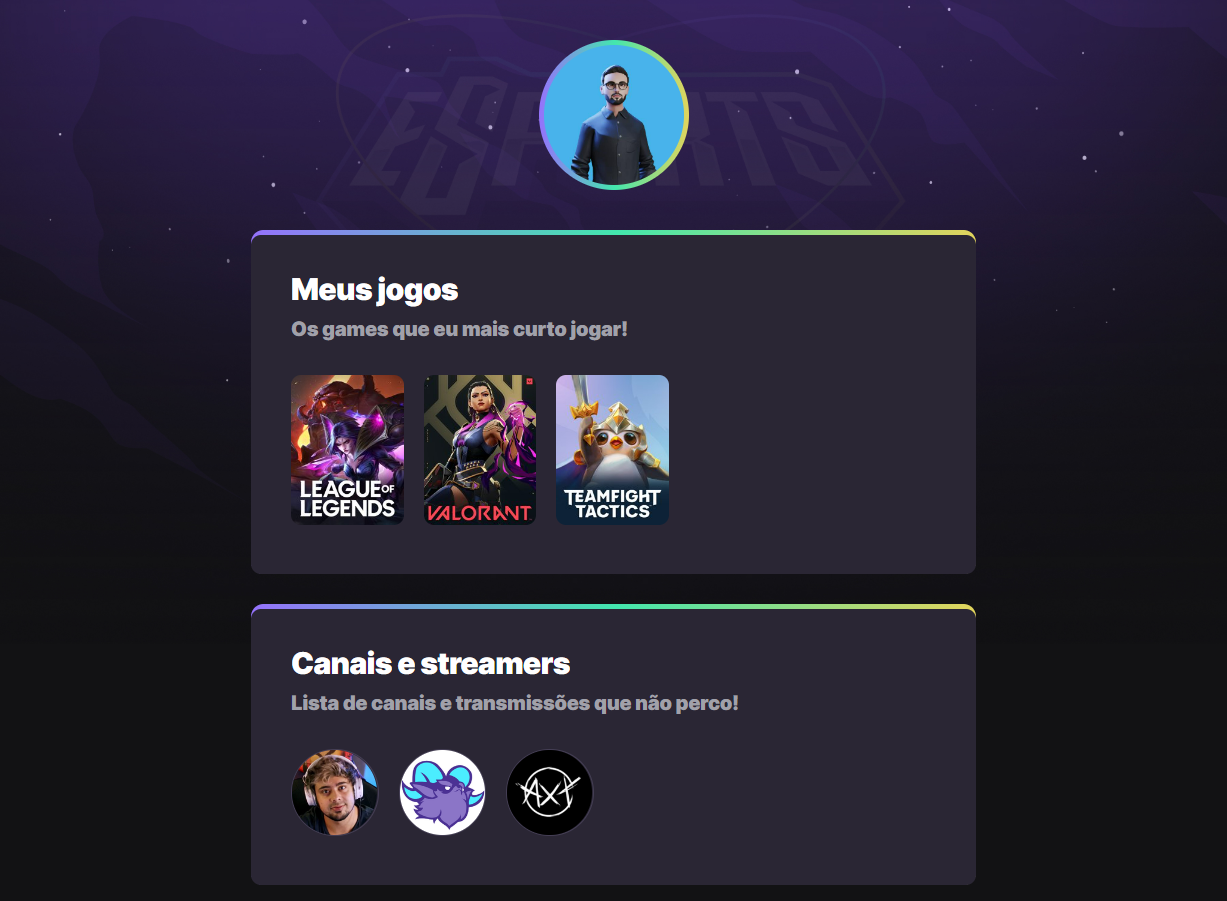 ESPORTS
Meus jogos
Os games que eu mais curto jogar!
LEAGUE OF
LEGENDS
VALORANT
TEAMFIGHT
TACTICS
Canais e streamers
Lista de canais e transmissões que não perco!
AXT